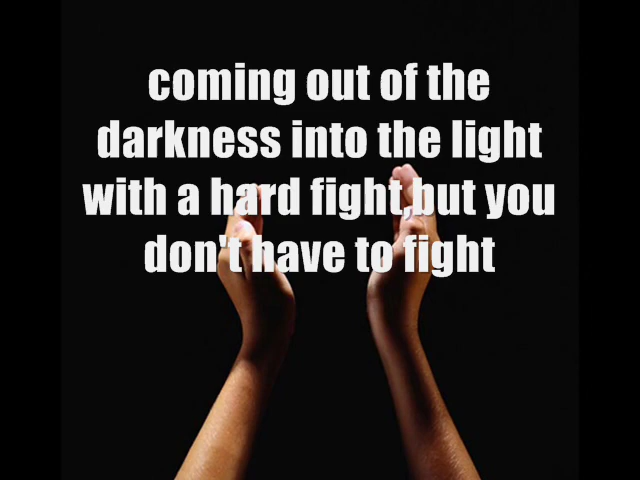 coming out of the
darkness into the light
with a hard fight,but you
don't have to fight